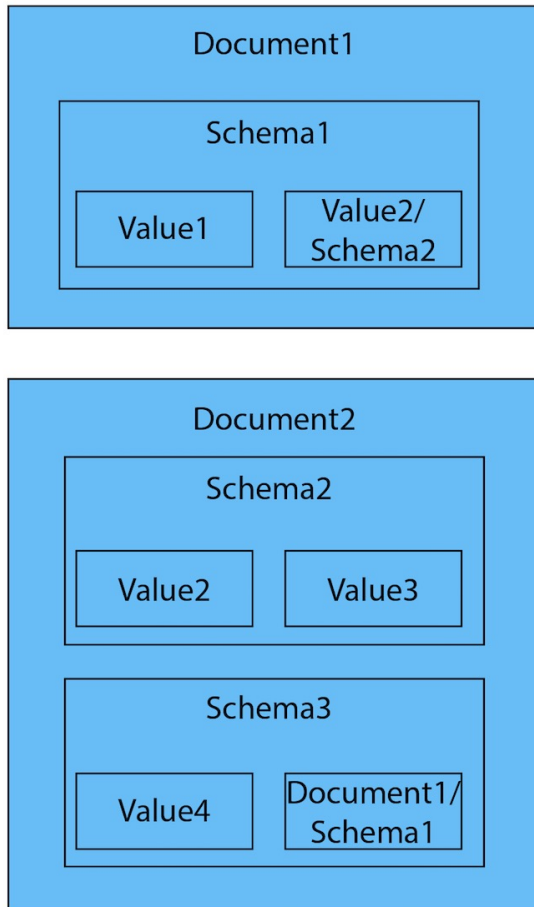 Document1
Schema1
Value1
Value2/
Schema2
Document2
Schema2
Value2
Value3
Schema3
Value4
Document1/
Schema1